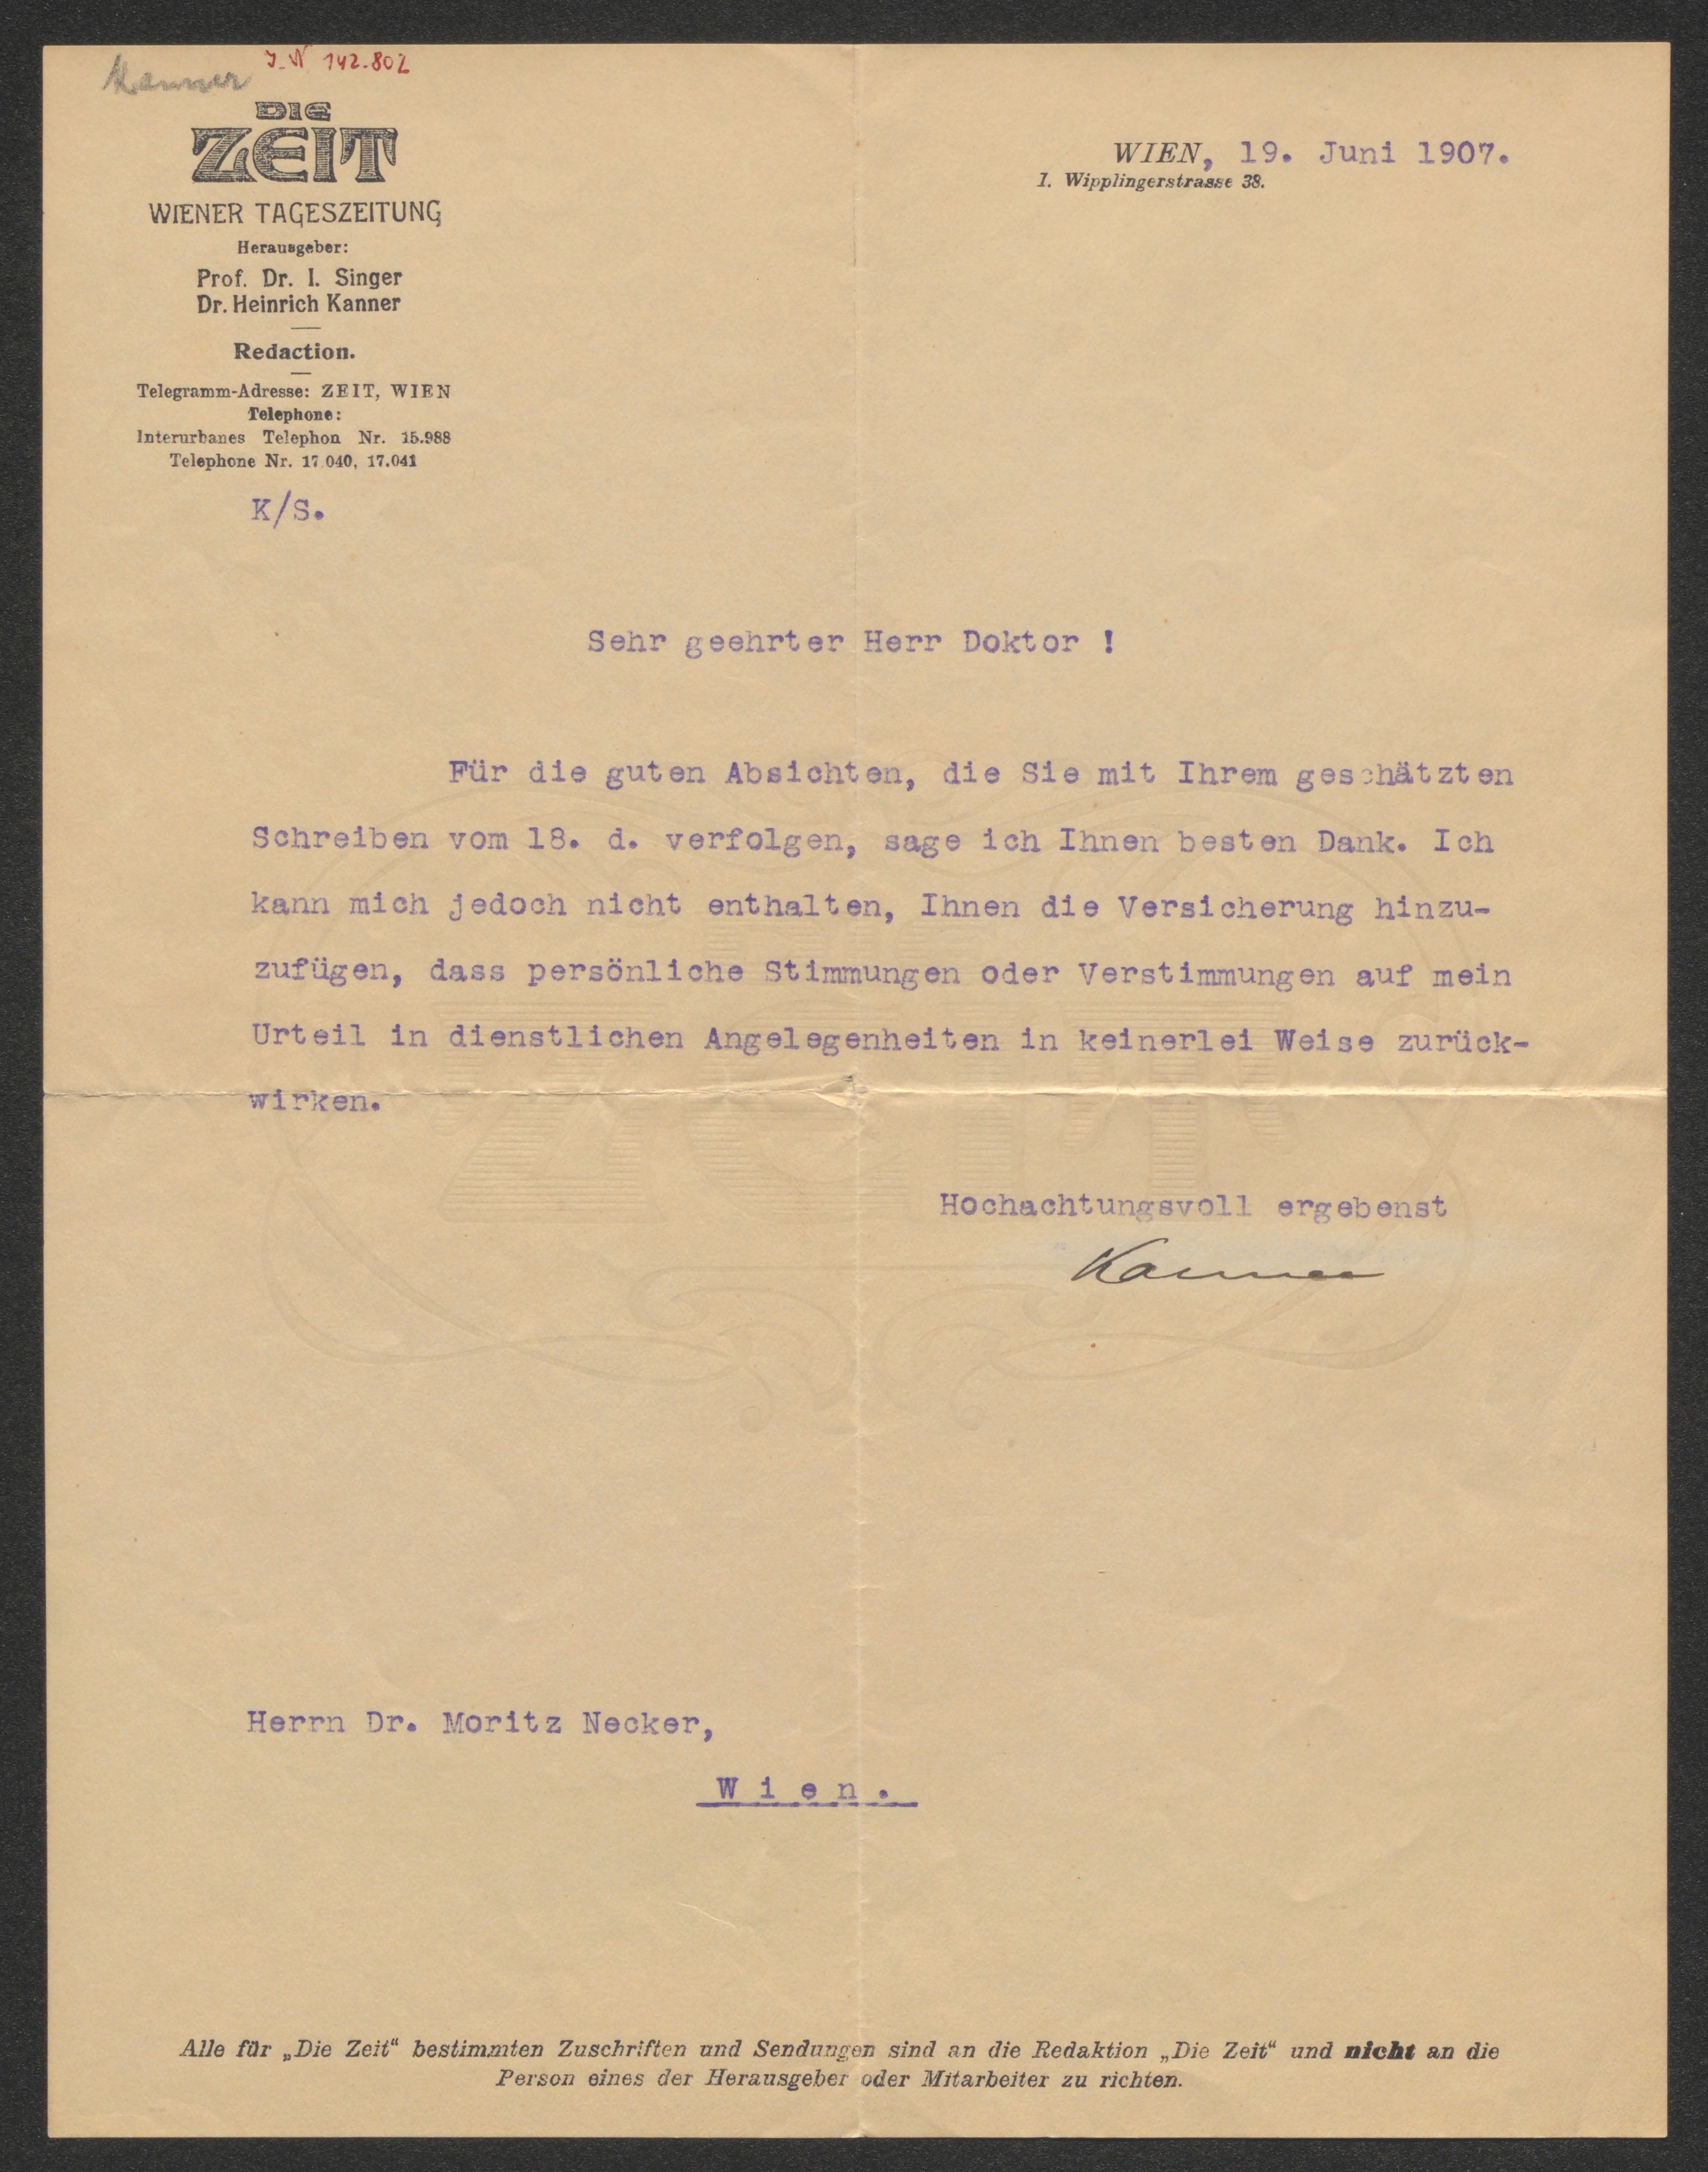 Kanner
J.N 142.802
DIE
ZEIT
WIENER TAGESZEITUNG
Herausgeber:
Prof. Dr. I. Singer
Dr. Heinrich Kanner
Redaction.
Telegramm-Adresse: ZEIT, WIEN
Telephone:
Interurbanes Telephon Nr. 15.988
Telephone Nr. 17.040, 17.041
WIEN, 19. Juni 1907.
I. Wipplingerstrasse 38.
K/S.
Sehr geehrter Herr Doktor !
Für die guten Absichten, die Sie mit Ihrem geschätzten
Schreiben vom 18. d. verfolgen, sage ich Ihnen besten Dank. Ich
kann mich jedoch nicht enthalten, Ihnen die Versicherung hinzu-
zufügen, dass persönliche Stimmungen oder Verstimmungen auf mein
Urteil in dienstlichen Angelegenheiten in keinerlei Weise zurück-
wirken.
Hochachtungsvoll ergebenst
Kanner
Herrn Dr. Moritz Necker,
W i e n .
Alle für „Die Zeit“ bestimmten Zuschriften und Sendungen sind an die Redaktion „Die Zeit“ und nicht an die
Person eines der Herausgeber oder Mitarbeiter zu richten.